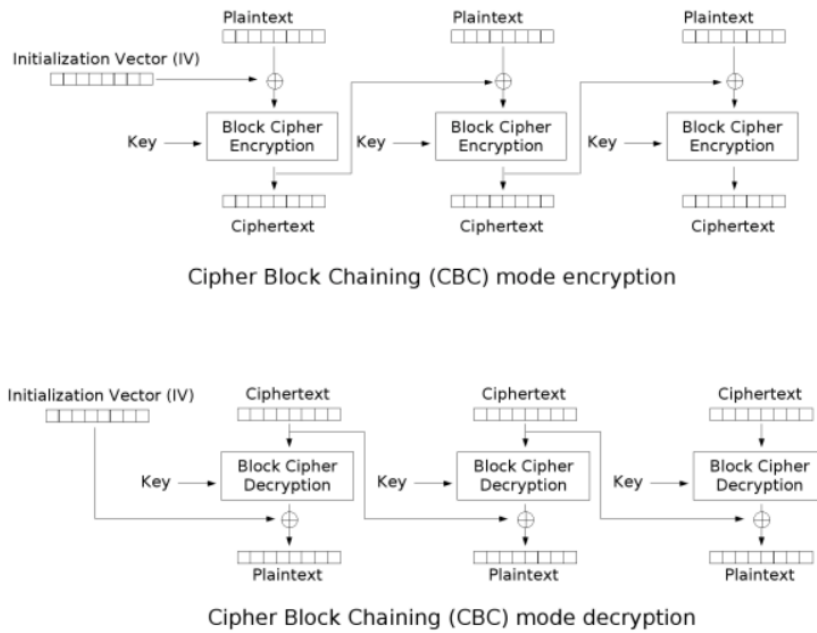 Plaintext Plaintext Plaintext
Initialization Vector (IV)
Key Block Cipher Encryption Key Block Cipher Encryption Key Block Cipher Encryption
Ciphertext Ciphertext Ciphertext
Cipher Block Chaining (CBC) mode encryption
Initialization Vector (IV) Ciphertext Ciphertext Ciphertext
Key Block Cipher Decryption Key Block Cipher Decryption Key Block Cipher Decryption
Plaintext Plaintext Plaintext
Cipher Block Chaining (CBC) mode decryption